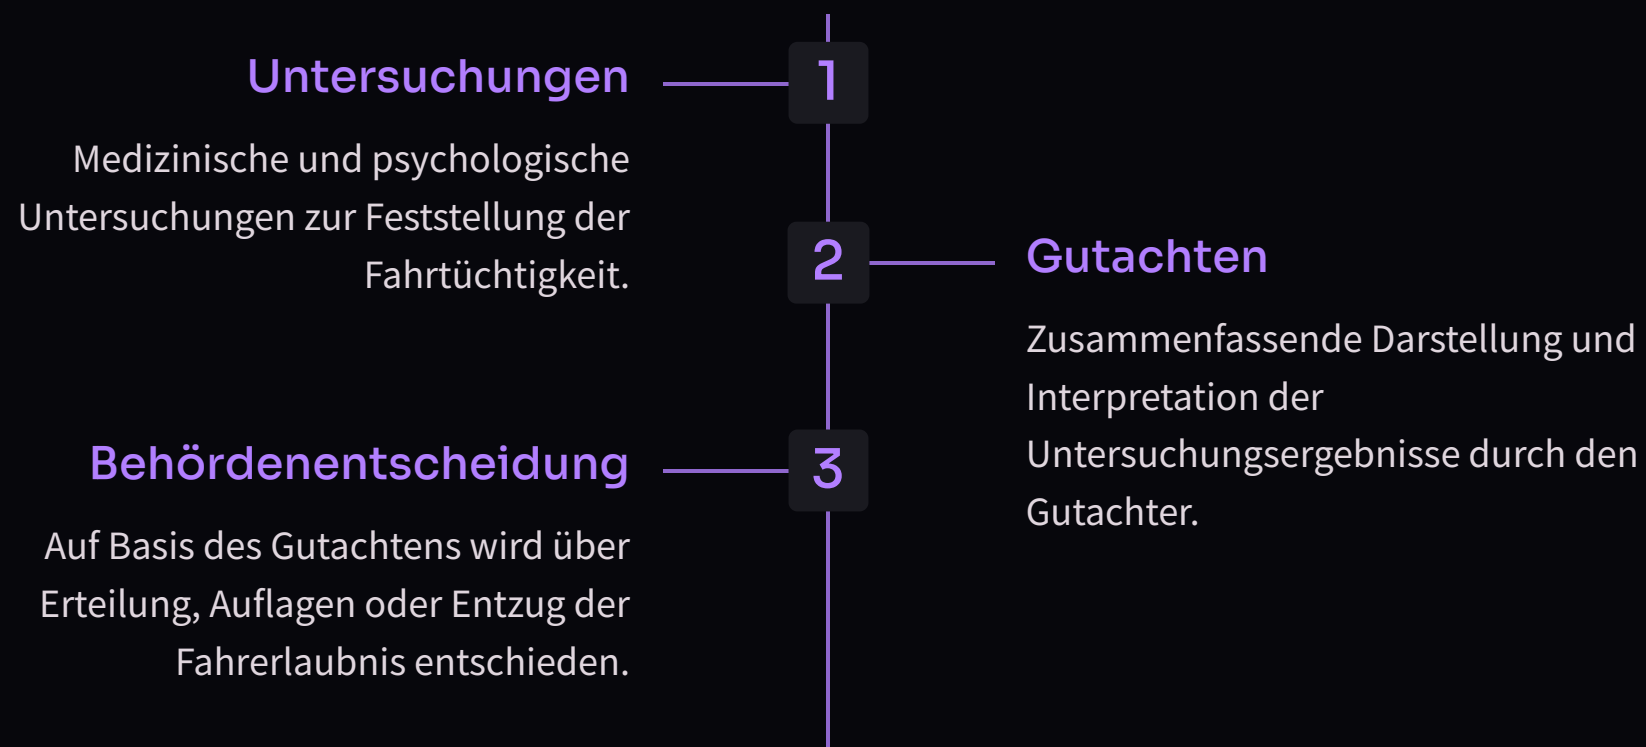 Untersuchungen
1
Medizinische und psychologische
Untersuchungen zur Feststellung der
Fahrtüchtigkeit.
2
Gutachten
Zusammenfassende Darstellung und
Interpretation der
Untersuchungsergebnisse durch den
Gutachter.
Behördenentscheidung
3
Auf Basis des Gutachtens wird über
Erteilung, Auflagen oder Entzug der
Fahrerlaubnis entschieden.